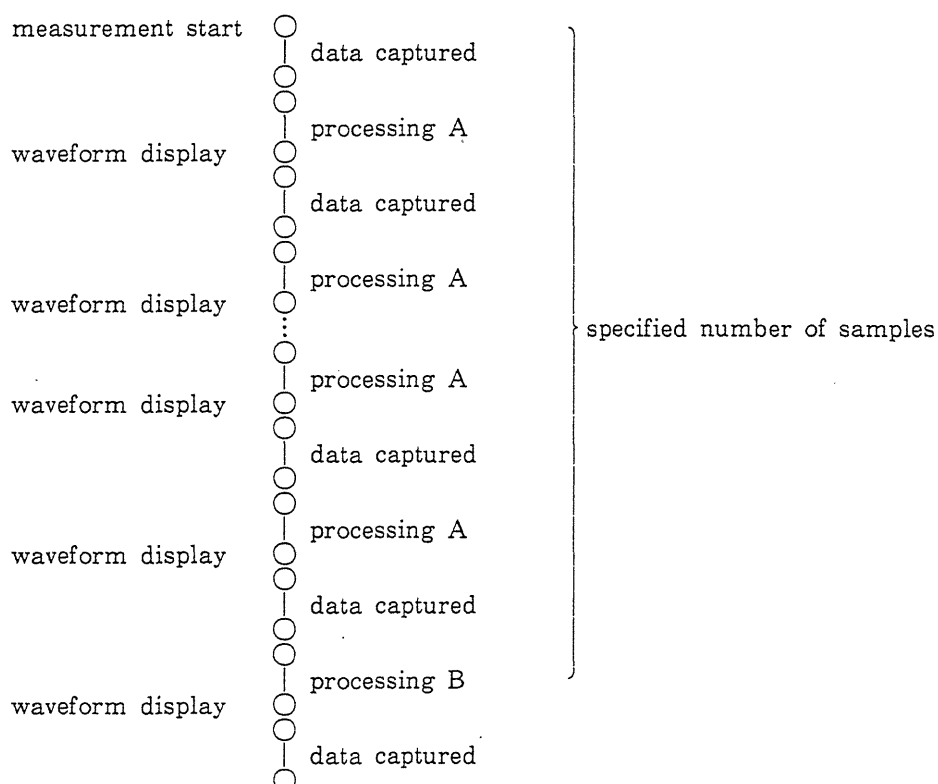 measurement start
data captured
processing A
waveform display
data captured
processing A
waveform display
specified number of samples
processing A
waveform display
data captured
processing A
waveform display
data captured
processing B
waveform display
data captured